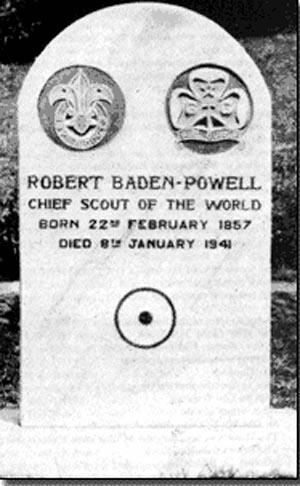 ROBERT BADEN-POWELL
CHIEF SCOUT OF THE WORLD
BORN 22ND FEBRUARY 1857
DIED 8TH JANUARY 1941